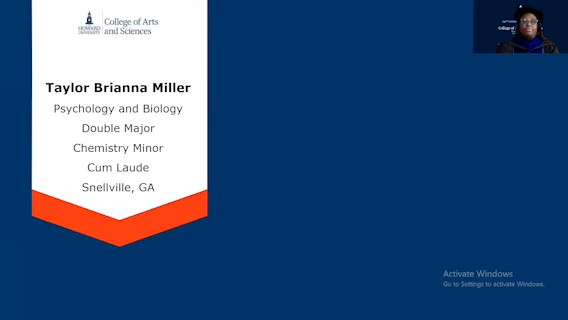 HOWARD
UNIVERSITY
College of Arts
and Sciences
Taylor Brianna Miller
Psychology and Biology
Double Major
Chemistry Minor
Cum Laude
Snellville, GA
Activate Windows
Go to Settings to activate Windows.